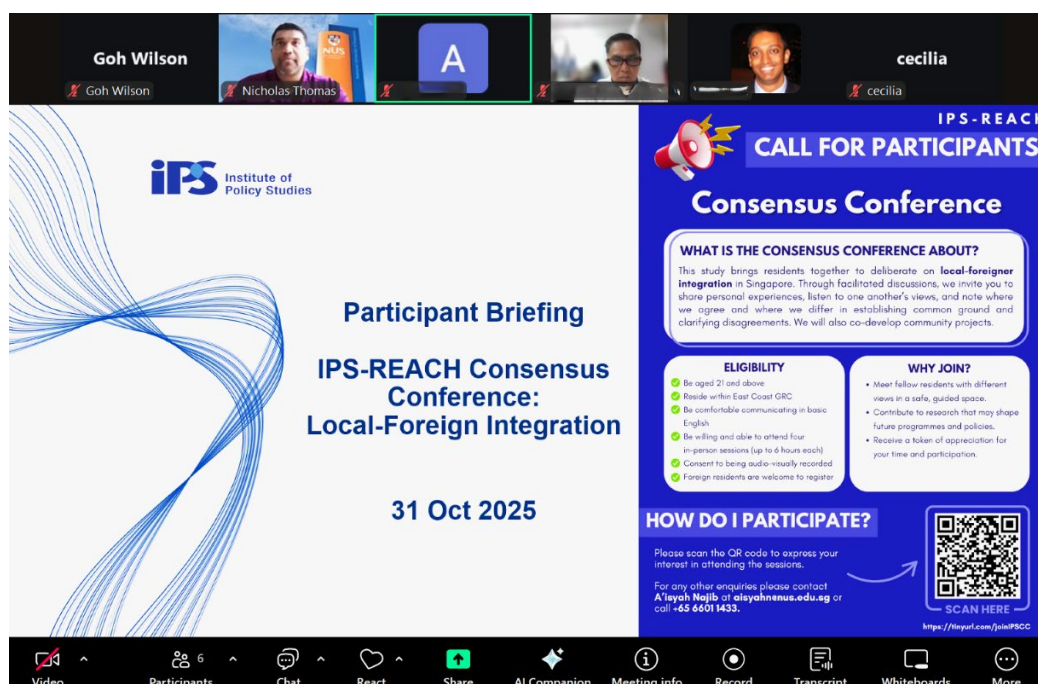 Goh Wilson
Goh Wilson
NUS
Nicholas Thomas
A
cecilia
cecilia
iPS Institute of
Policy Studies
Participant Briefing
IPS-REACH Consensus
Conference:
Local-Foreign Integration
31 Oct 2025
IPS-REACH
CALL FOR PARTICIPANTS
Consensus Conference
WHAT IS THE CONSENSUS CONFERENCE ABOUT?
This study brings residents together to deliberate on local-foreigner
integration in Singapore. Through facilitated discussions, we invite you to
share personal experiences, listen to one another's views, and note where
we agree and where we differ in establishing common ground and
clarifying disagreements. We will also co-develop community projects.
ELIGIBILITY
Be aged 21 and above
Reside within East Coast GRC
Be comfortable communicating in basic
English
Be willing and able to attend four
in-person sessions (up to 6 hours each)
Consent to being audio-visually recorded
Foreign residents are welcome to register
WHY JOIN?
• Meet fellow residents with different
views in a safe, guided space.
• Contribute to research that may shape
future programmes and policies.
• Receive a token of appreciation for
your time and participation.
HOW DO I PARTICIPATE?
Please scan the QR code to express your
interest in attending the sessions.
For any other enquiries please contact
A'isyah Najib at aisyahnenus.edu.sg or
call +65 6601 1433.
SCAN HERE
https://tinyurl.com/joinIPSCC
6
Video
Participants
Chat
React
Share
AI Companion
Meeting info
Record
Transcript
Whiteboards
More